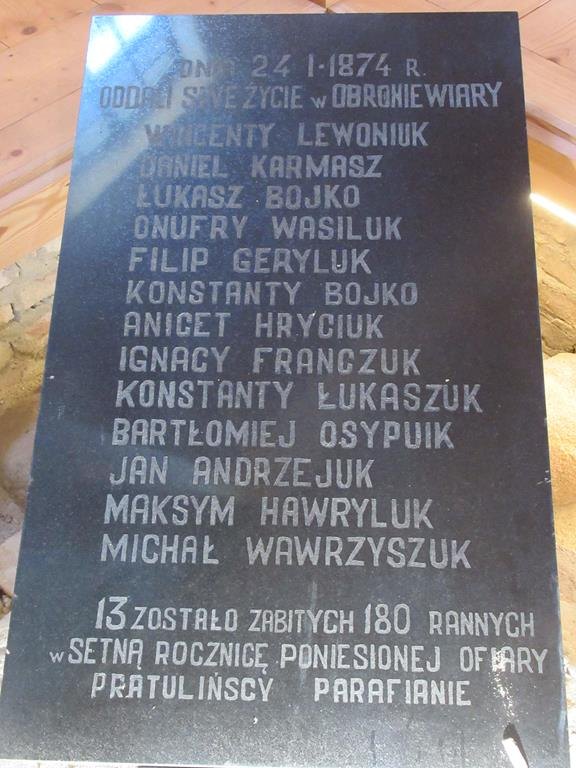 DNIA 24 I·1874 R.
ODDALI SWE ŻYCIE w OBRONIE WIARY
WINCENTY LEWONIUK
DANIEL KARMASZ
ŁUKASZ BOJKO
ONUFRY WASILUK
FILIP GERYLUK
KONSTANTY BOJKO
ANICET HRYCIUK
IGNACY FRANCZUK
KONSTANTY ŁUKASZUK
BARTŁOMIEJ OSYPUIK
JAN ANDRZEJUK
MAKSYM HAWRYLUK
MICHAŁ WAWRZYSZUK
13 ZOSTAŁO ZABITYCH 180 RANNYCH
w SETNĄ ROCZNICĘ PONIESIONEJ OFIARY
PRATULIŃSCY PARAFIANIE